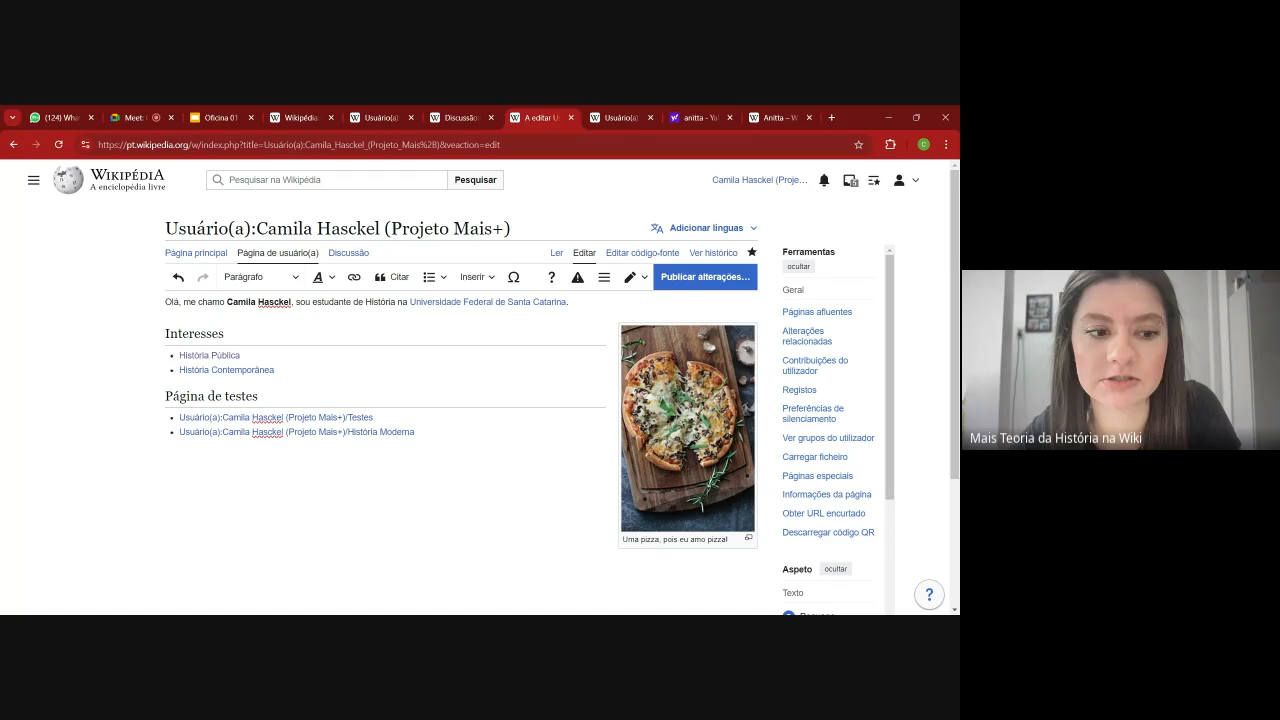 (124) Wha
Meet:
Oficina 01
Wikipédia
Usuário(a)
Discussão
A editar Us
Usuário(a)
anitta - Ya
Anitta – W
https://pt.wikipedia.org/w/index.php?title=Usuário(a):Camila_Hasckel_(Projeto_Mais%2B)&veaction=edit
WIKIPÉDIA
A enciclopédia livre
Pesquisar na Wikipédia
Pesquisar
Camila Hasckel (Proje...
Usuário(a):Camila Hasckel (Projeto Mais+)
Adicionar línguas
Página principal
Página de usuário(a)
Discussão
Ler
Editar
Editar código-fonte
Ver histórico
Parágrafo
A
Citar
Inserir
Ω
?
Publicar alterações...
Olá, me chamo Camila Hasckel, sou estudante de História na Universidade Federal de Santa Catarina.
Interesses
História Pública
História Contemporânea
Página de testes
Usuário(a):Camila Hasckel (Projeto Mais+)/Testes
Usuário(a):Camila Hasckel (Projeto Mais+)/História Moderna
Uma pizza, pois eu amo pizza!
Ferramentas
ocultar
Geral
Páginas afluentes
Alterações
relacionadas
Contribuições do
utilizador
Registos
Preferências de
silenciamento
Ver grupos do utilizador
Carregar ficheiro
Páginas especiais
Informações da página
Obter URL encurtado
Descarregar código QR
Aspeto
ocultar
Texto
?
Mais Teoria da História na Wiki